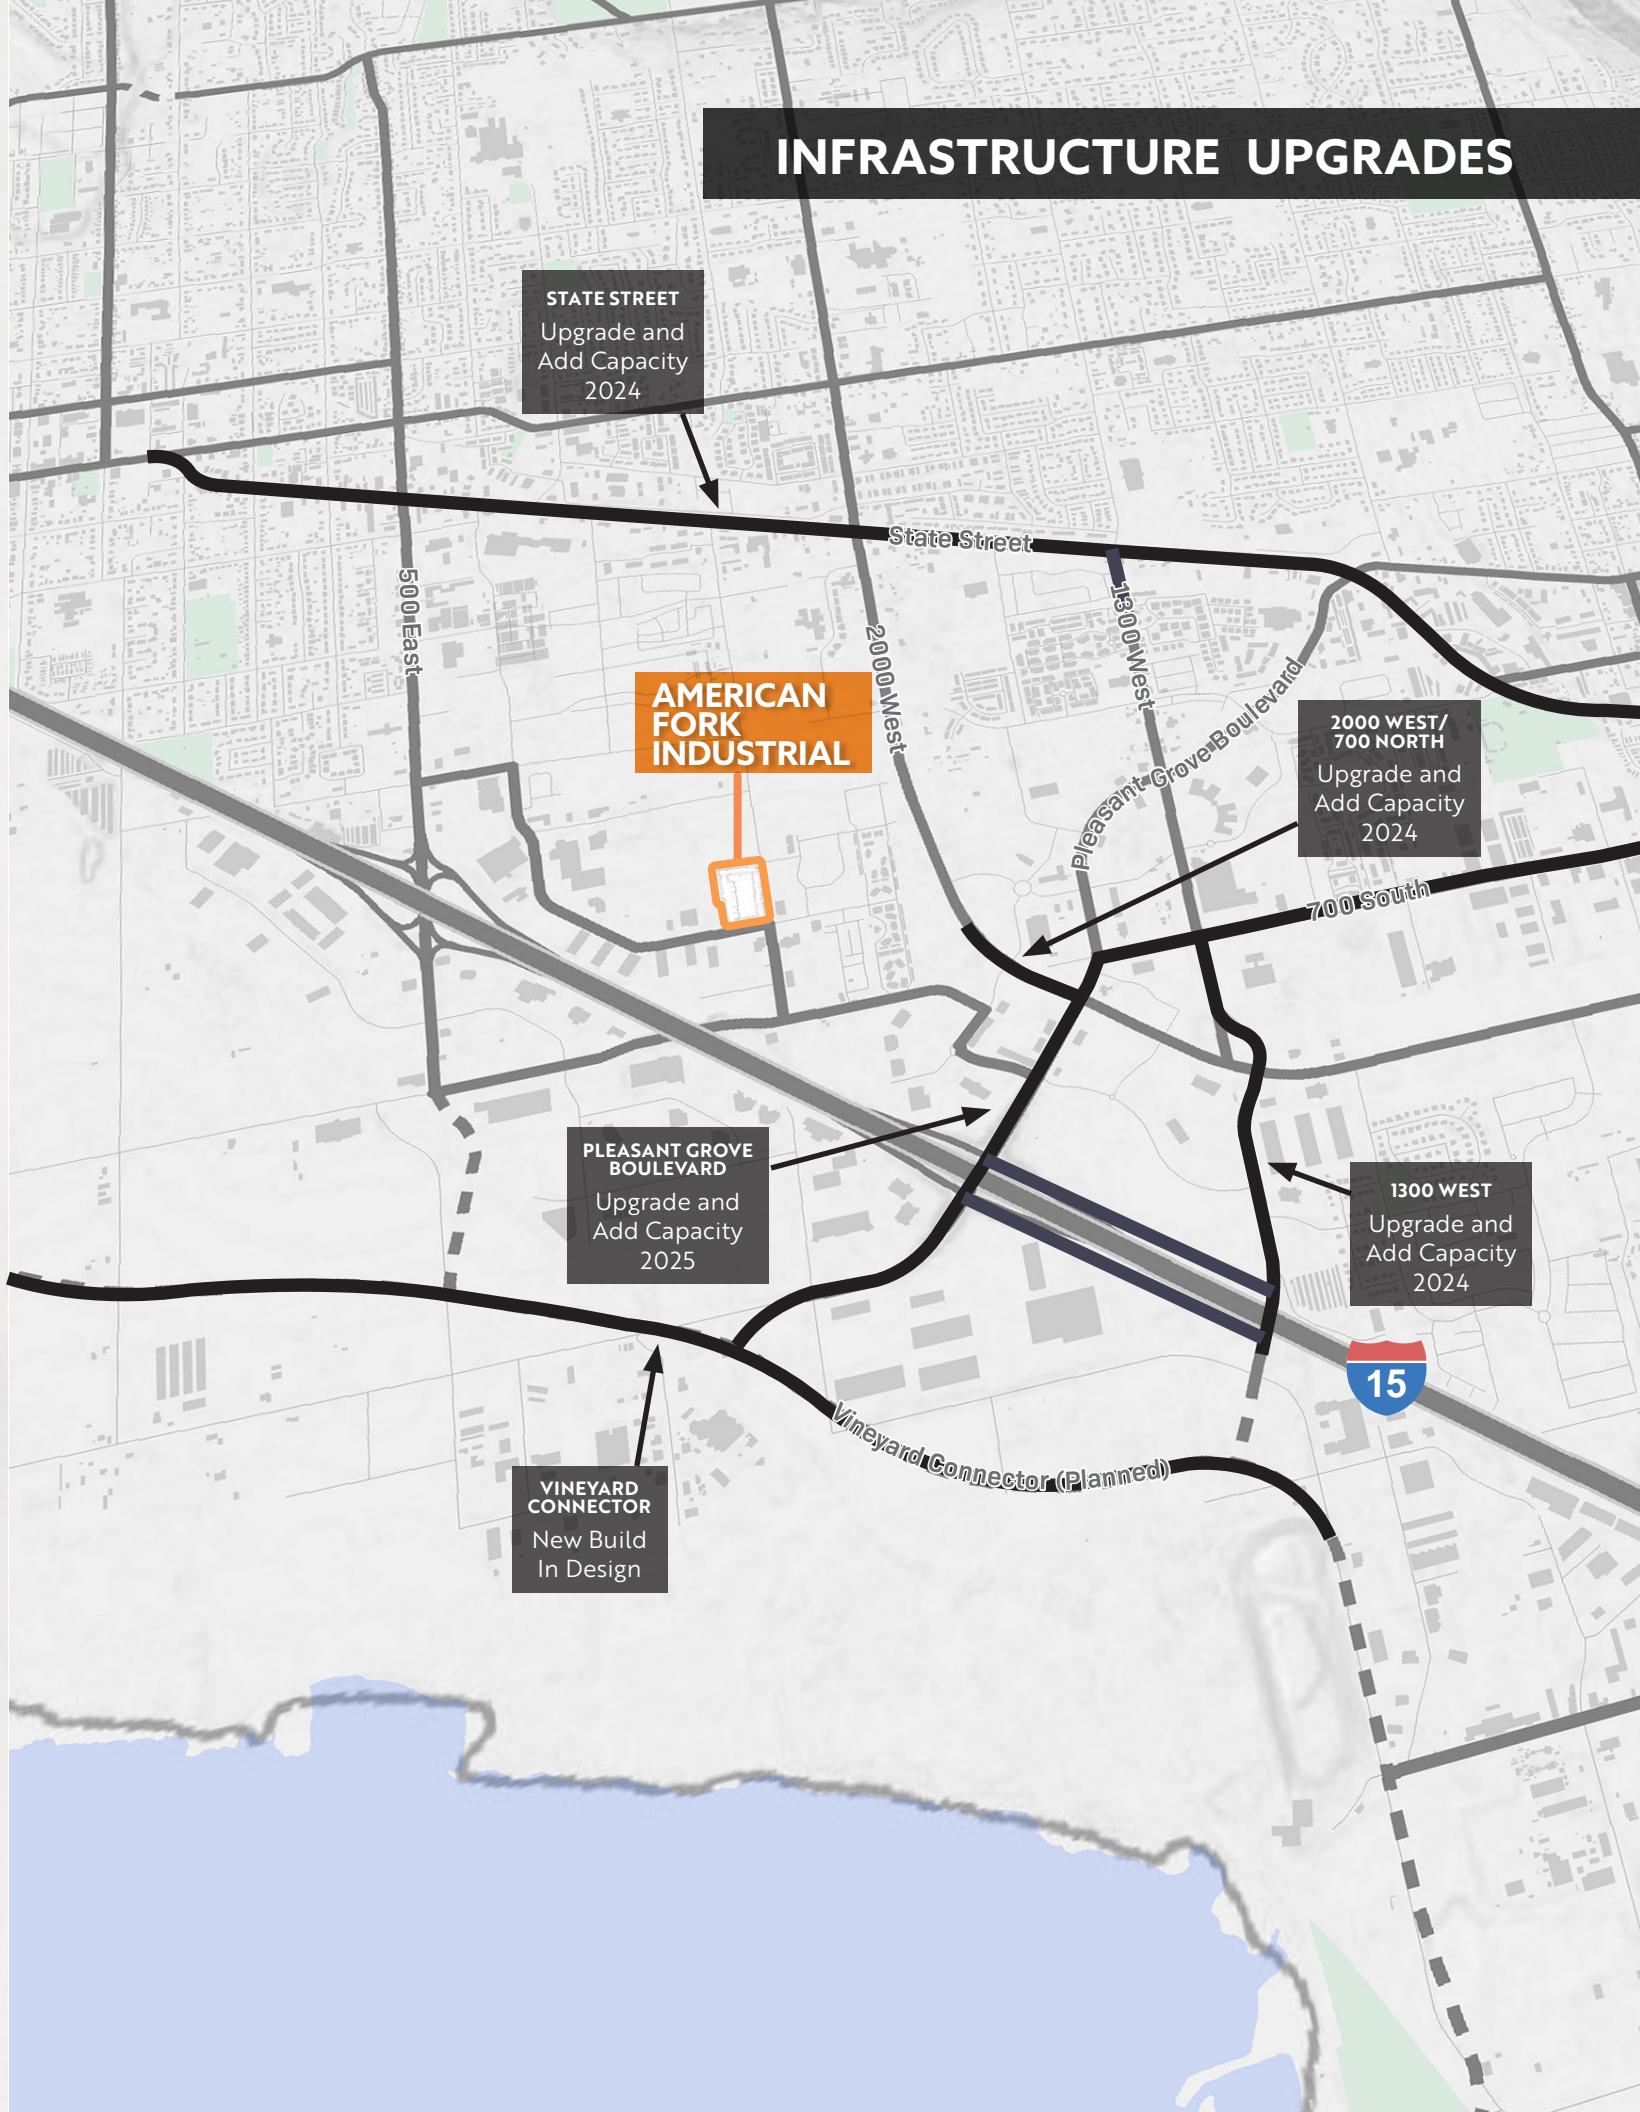 INFRASTRUCTURE UPGRADES
STATE STREET
Upgrade and
Add Capacity
2024
State Street
500 East
2000 West
1300 West
Pleasant Grove Boulevard
AMERICAN
FORK
INDUSTRIAL
2000 WEST/
700 NORTH
Upgrade and
Add Capacity
2024
700 South
PLEASANT GROVE
BOULEVARD
Upgrade and
Add Capacity
2025
1300 WEST
Upgrade and
Add Capacity
2024
15
Vineyard Connector (Planned)
VINEYARD
CONNECTOR
New Build
In Design